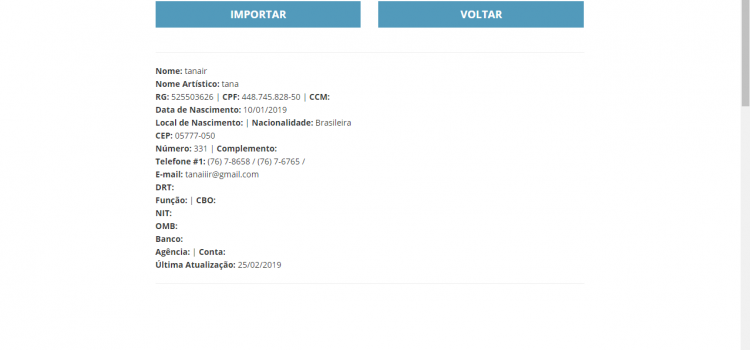 IMPORTAR VOLTAR
Nome: tanair
Nome Artístico: tana
RG: 525503626 | CPF: 448.745.828-50 | CCM:
Data de Nascimento: 10/01/2019
Local de Nascimento: | Nacionalidade: Brasileira
CEP: 05777-050
Número: 331 | Complemento:
Telefone #1: (76) 7-8658 / (76) 7-6765 /
E-mail: tanaiiir@gmail.com
DRT:
Função: | CBO:
NIT:
OMB:
Banco:
Agência: | Conta:
Última Atualização: 25/02/2019